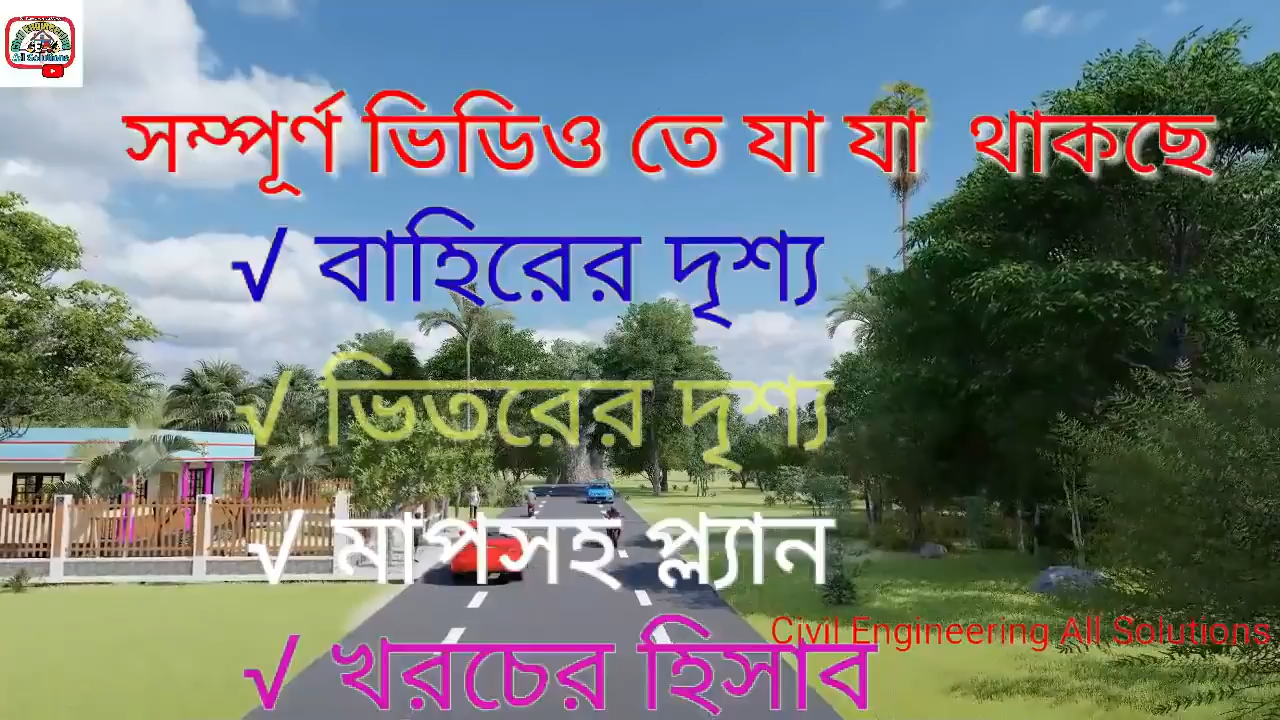 সম্পূর্ণ ভিডিও তে যা যা থাকছে
√ বাহিরের দৃশ্য
√ ভিতরের দৃশ্য
√ মাপসহ প্ল্যান
Civil Engineering All Solutions
√ খরচের হিসাব